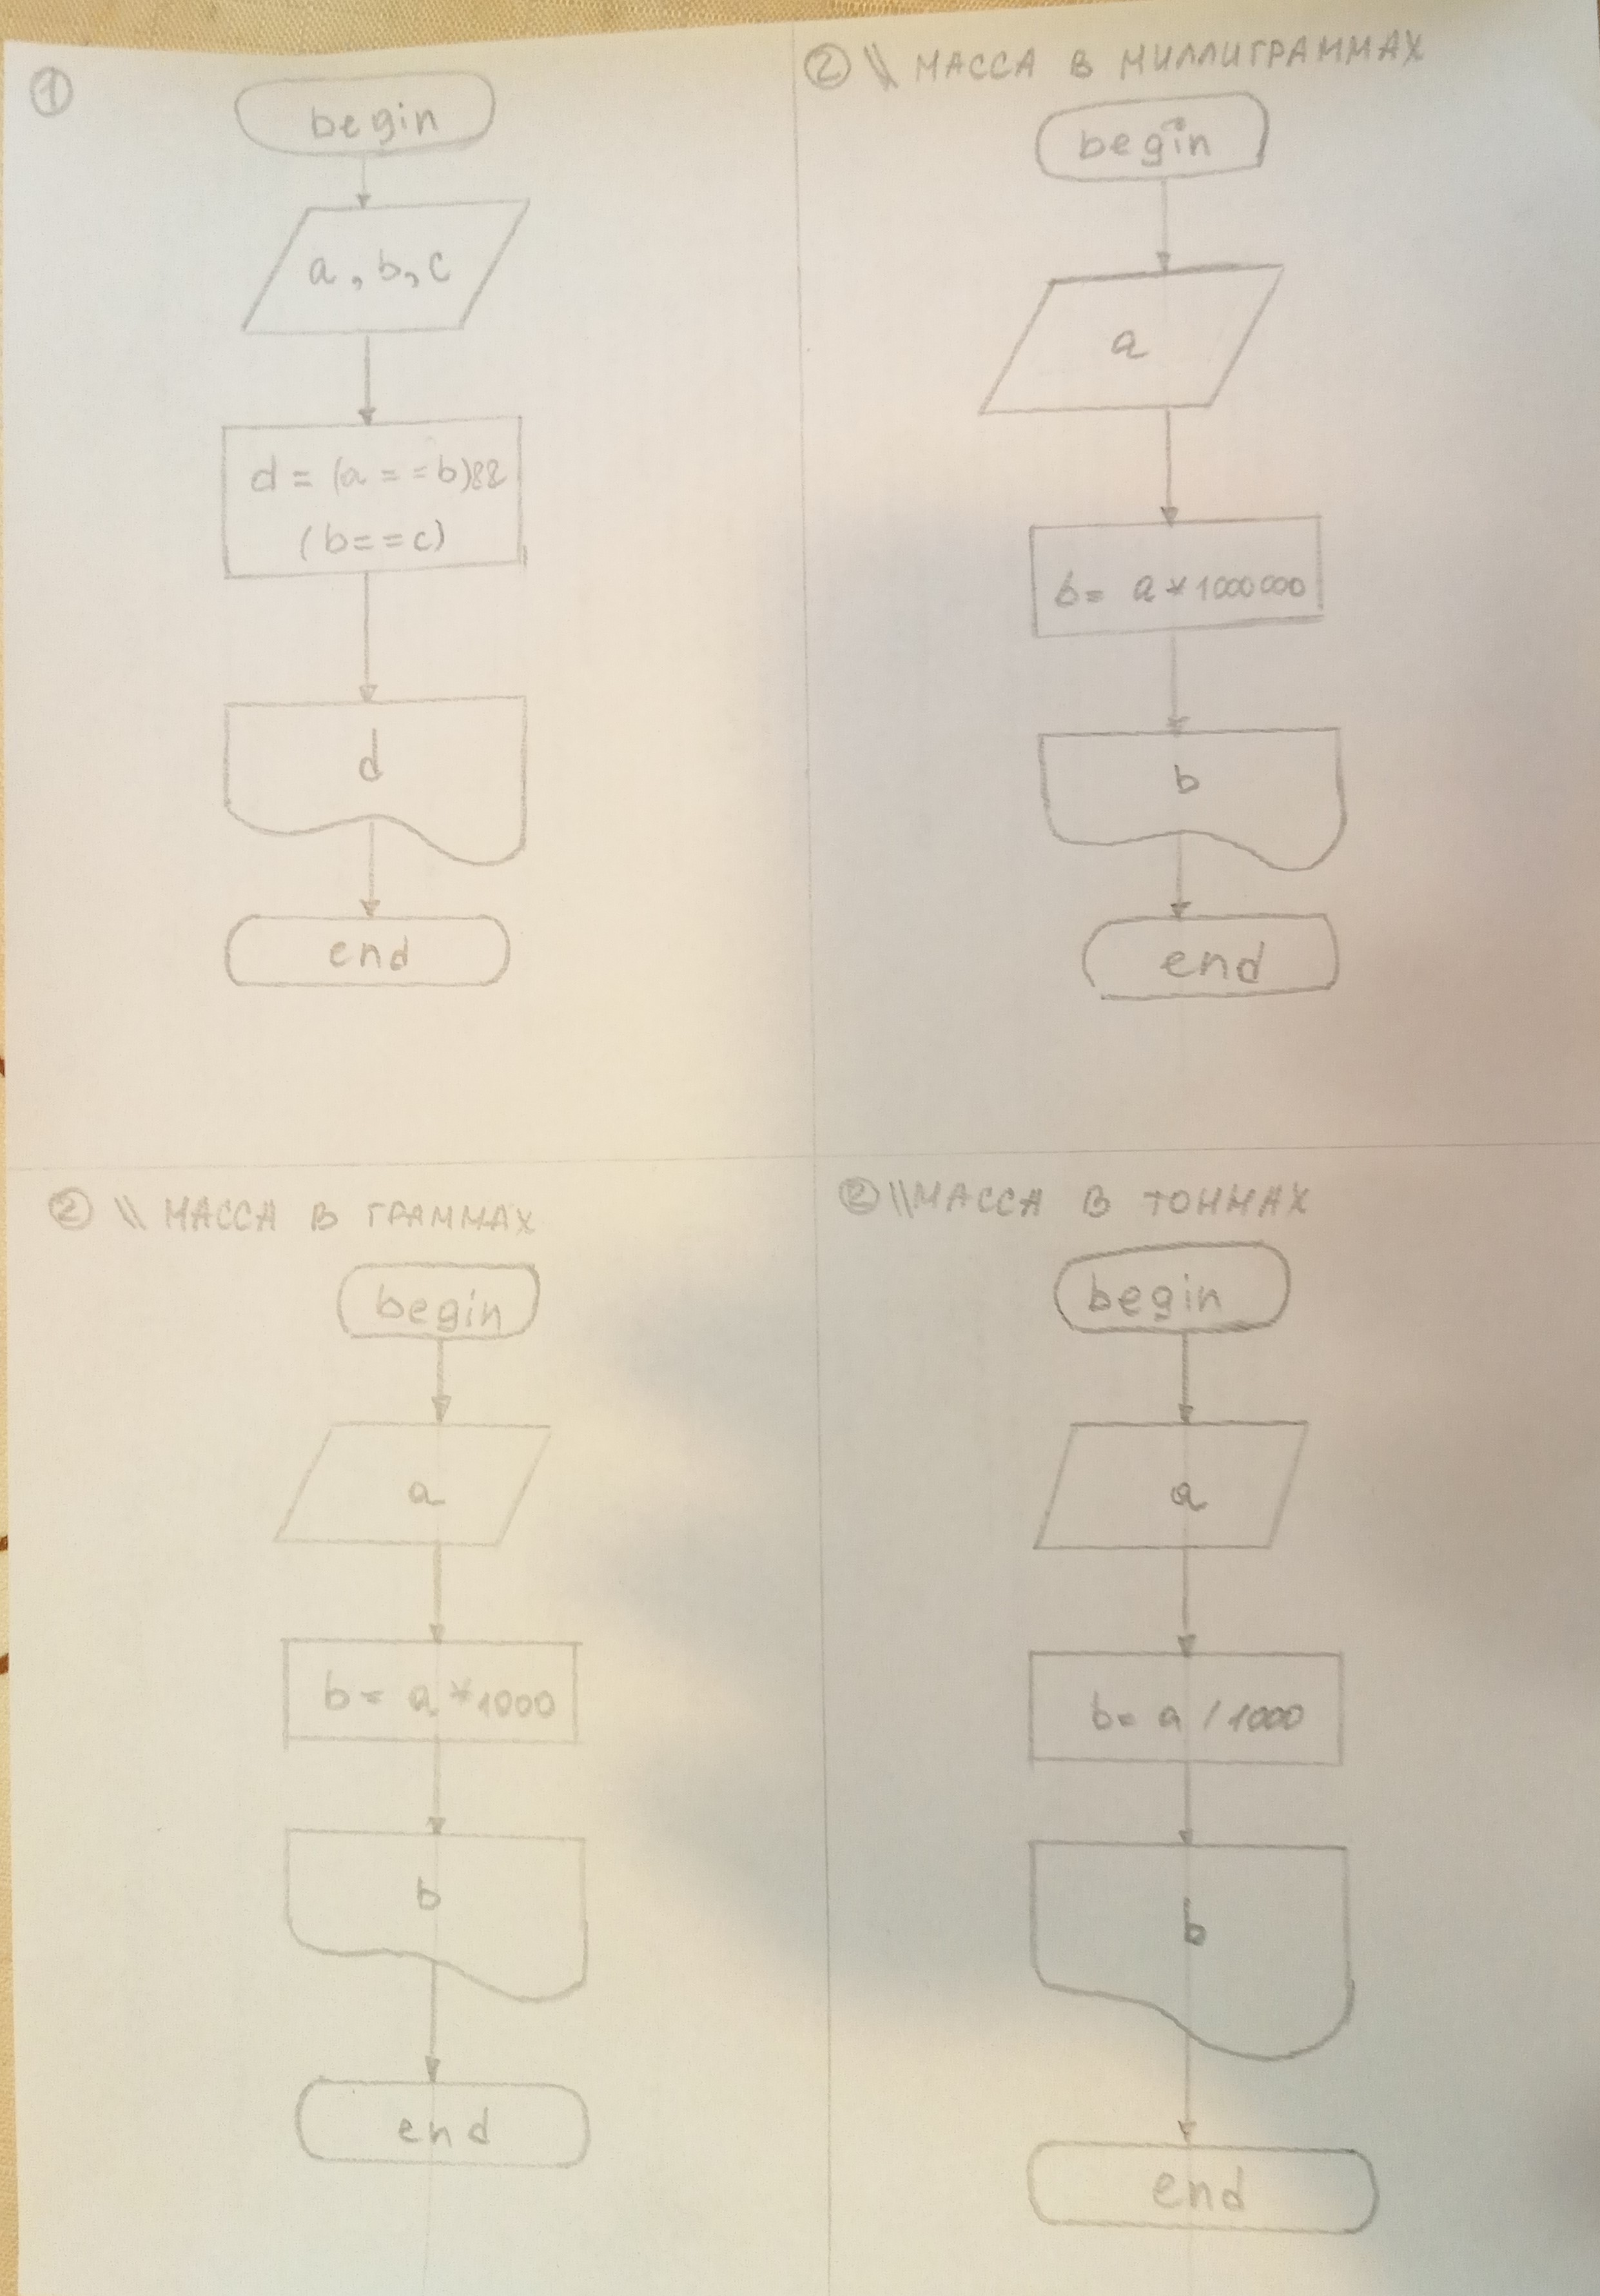 ①
begin
a, b, c
d = (a == b)&&
(b == c)
d
end
② \\ МАССА В МИЛЛИГРАММАХ
begin
a
b = a * 1000000
b
end
② \\ МАССА В ГРАММАХ
begin
a
b = a * 1000
b
end
② \\ МАССА В ТОННАХ
begin
a
b = a / 1000
b
end